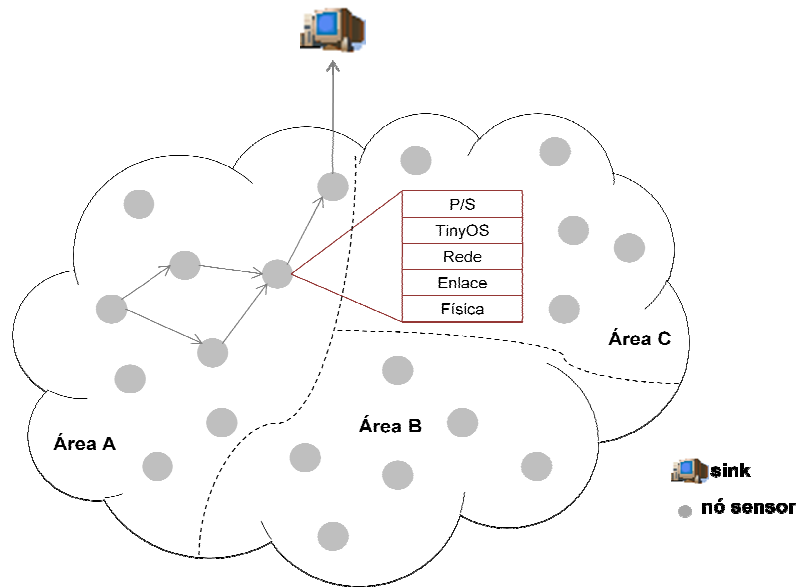 P/S
TinyOS
Rede
Enlace
Física
Área C
Área B
Área A
sink
nó sensor